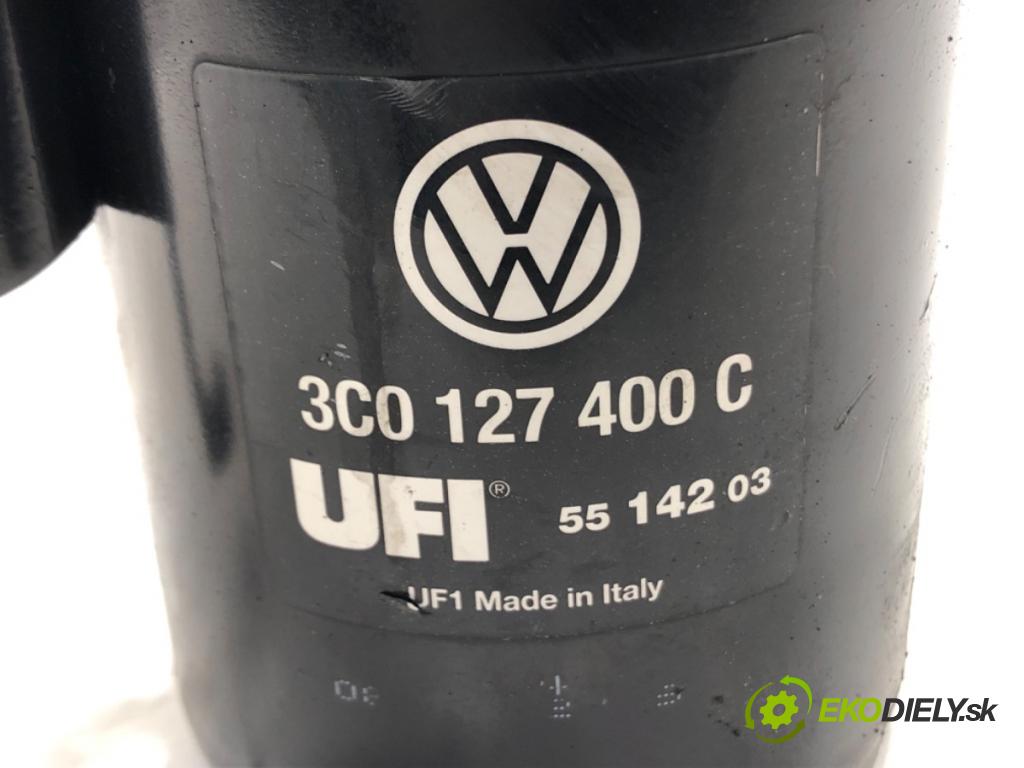 3C0 127 400 C
UFI® 55 142 03
UF1 Made in Italy
EKODIELY.sk